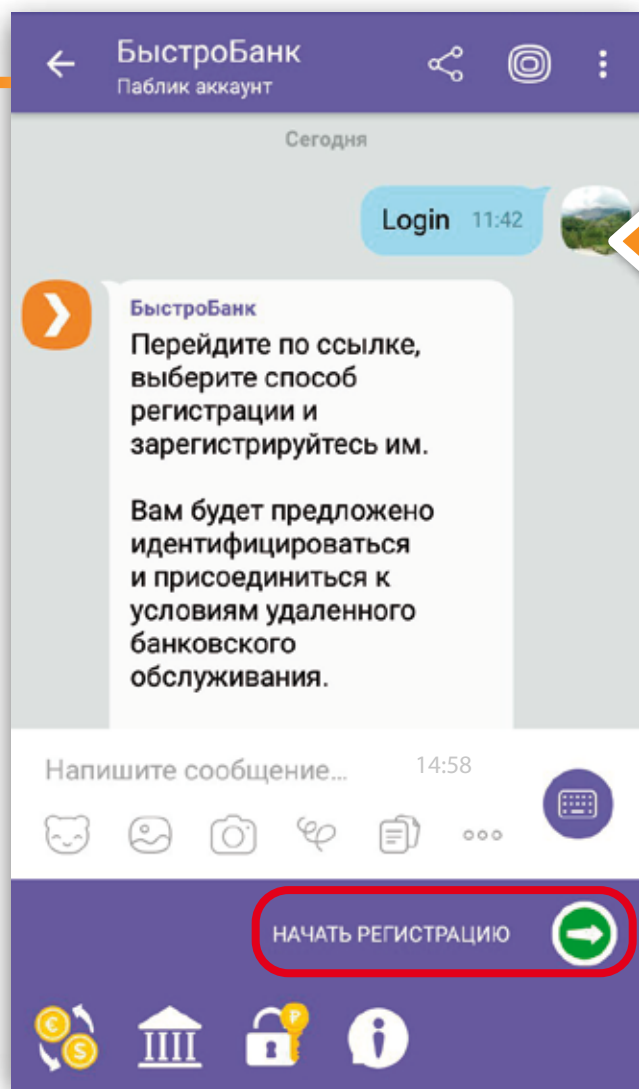 БыстроБанк
Паблик аккаунт
Сегодня
Login 11:42
БыстроБанк
Перейдите по ссылке,
выберите способ
регистрации и
зарегистрируйтесь им.
Вам будет предложено
идентифицироваться
и присоединиться к
условиям удаленного
банковского
обслуживания.
Напишите сообщение... 14:58
НАЧАТЬ РЕГИСТРАЦИЮ